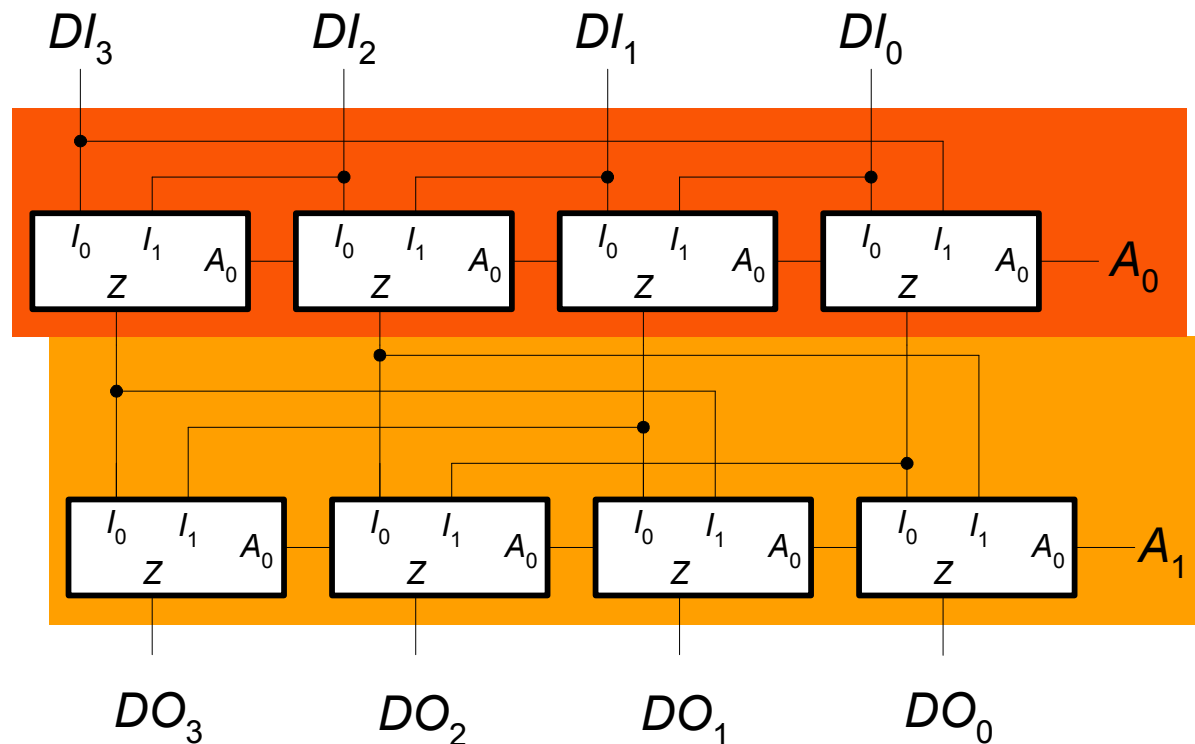 DI₃ DI₂ DI₁ DI₀
I₀ I₁ I₀ I₁ I₀ I₁ I₀ I₁
A₀ A₀ A₀ A₀ A₀
Z Z Z Z
I₀ I₁ I₀ I₁ I₀ I₁ I₀ I₁
A₀ A₀ A₀ A₀ A₁
Z Z Z Z
DO₃ DO₂ DO₁ DO₀